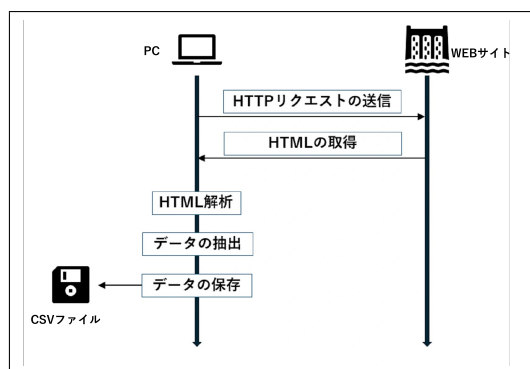 PC
WEBサイト
HTTPリクエストの送信
HTMLの取得
HTML解析
データの抽出
データの保存
CSVファイル